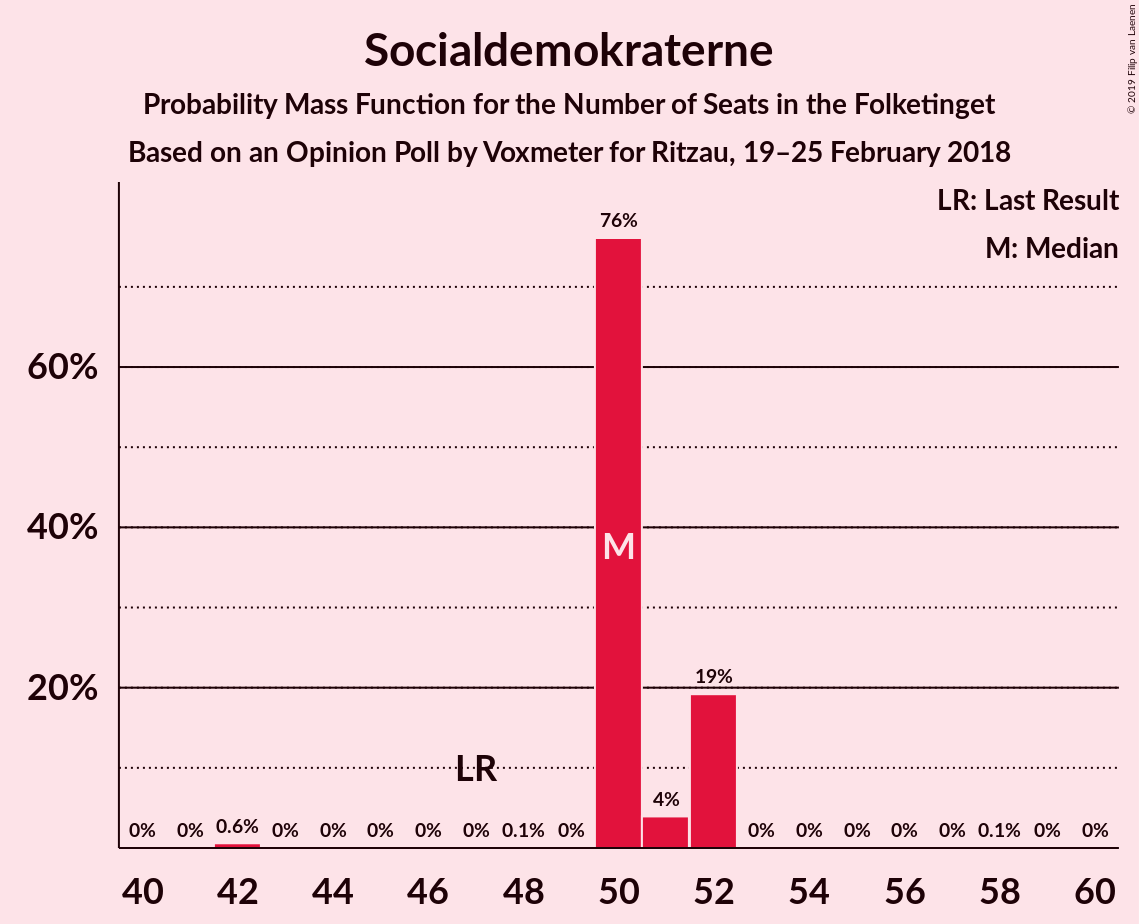 Socialdemokraterne
Probability Mass Function for the Number of Seats in the Folketinget
Based on an Opinion Poll by Voxmeter for Ritzau, 19–25 February 2018
© 2019 Filip van Laenen
LR: Last Result
M: Median
76%
60%
40%
M
19%
20%
LR
4%
0% 0% 0.6% 0% 0% 0% 0% 0% 0.1% 0% 0% 0% 0% 0% 0% 0.1% 0% 0%
40 42 44 46 48 50 52 54 56 58 60